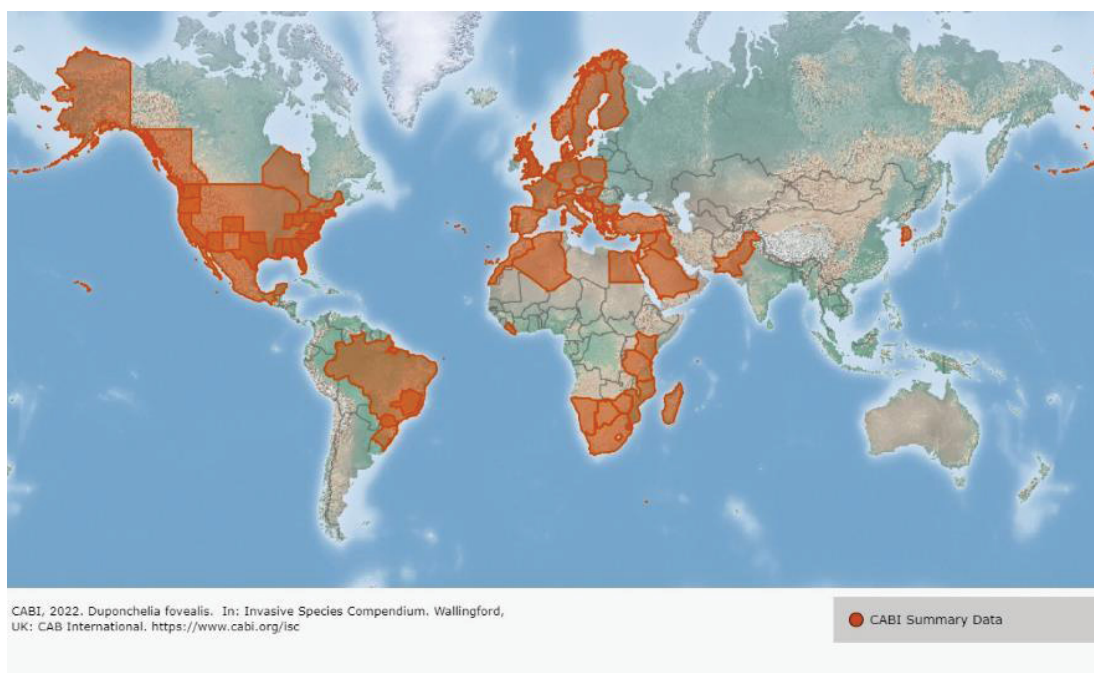 CABI, 2022. Duponchelia fovealis. In: Invasive Species Compendium. Wallingford,
UK: CAB International. https://www.cabi.org/isc
CABI Summary Data